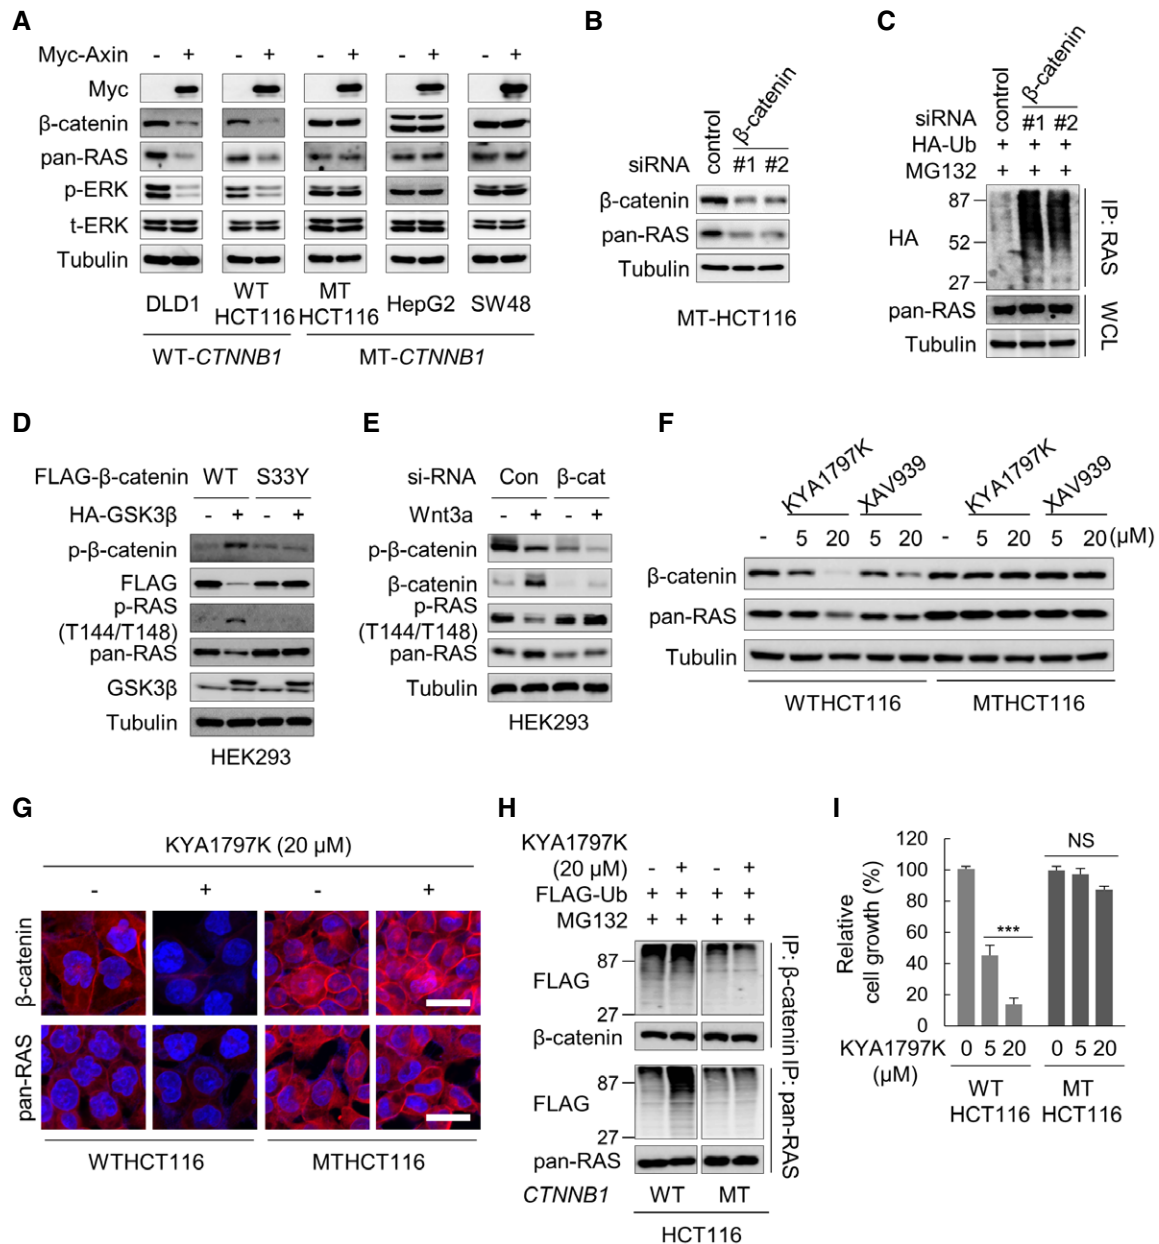 A
Myc-Axin - + - + - + - + - +
Myc
β-catenin
pan-RAS
p-ERK
t-ERK
Tubulin
DLD1 WT HCT116 MT HCT116 HepG2 SW48
WT-CTNNB1 MT-CTNNB1
B
control β-catenin
siRNA #1 #2
β-catenin
pan-RAS
Tubulin
MT-HCT116
C
control β-catenin
siRNA #1 #2
HA-Ub + + +
MG132 + + +
87
HA 52
27
IP: RAS
pan-RAS
Tubulin
WCL
D
FLAG-β-catenin WT S33Y
HA-GSK3β - + - +
p-β-catenin
FLAG
p-RAS
(T144/T148)
pan-RAS
GSK3β
Tubulin
HEK293
E
si-RNA Con β-cat
Wnt3a - + - +
p-β-catenin
β-catenin
p-RAS
(T144/T148)
pan-RAS
Tubulin
HEK293
F
KYA1797K XAV939 KYA1797K XAV939
- 5 20 5 20 - 5 20 5 20 (μM)
β-catenin
pan-RAS
Tubulin
WTHCT116 MTHCT116
G
KYA1797K (20 μM)
- + - +
β-catenin
pan-RAS
WTHCT116 MTHCT116
H
KYA1797K
(20 μM) - + - +
FLAG-Ub + + + +
MG132 + + + +
87
FLAG
27
β-catenin
IP: β-catenin
87
FLAG
27
pan-RAS
IP: pan-RAS
CTNNB1 WT MT
HCT116
I
Relative
cell growth (%)
120
100
80
60
40
20
0
***
NS
KYA1797K 0 5 20 0 5 20
(μM)
WT MT
HCT116 HCT116